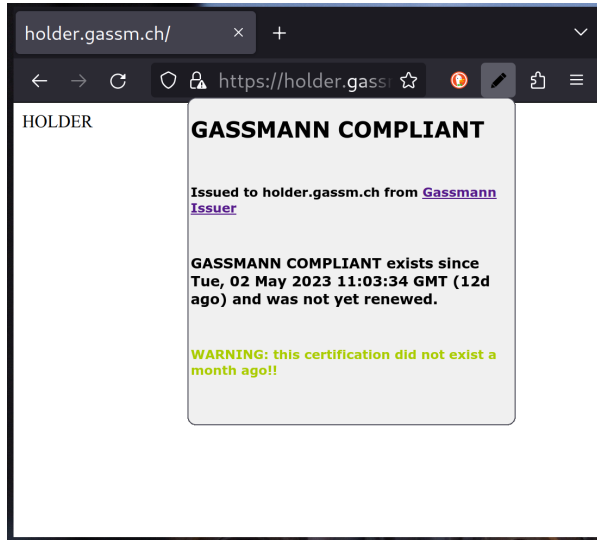 holder.gassm.ch/
https://holder.gass
HOLDER
GASSMANN COMPLIANT
Issued to holder.gassm.ch from Gassmann
Issuer
GASSMANN COMPLIANT exists since
Tue, 02 May 2023 11:03:34 GMT (12d
ago) and was not yet renewed.
WARNING: this certification did not exist a
month ago!!